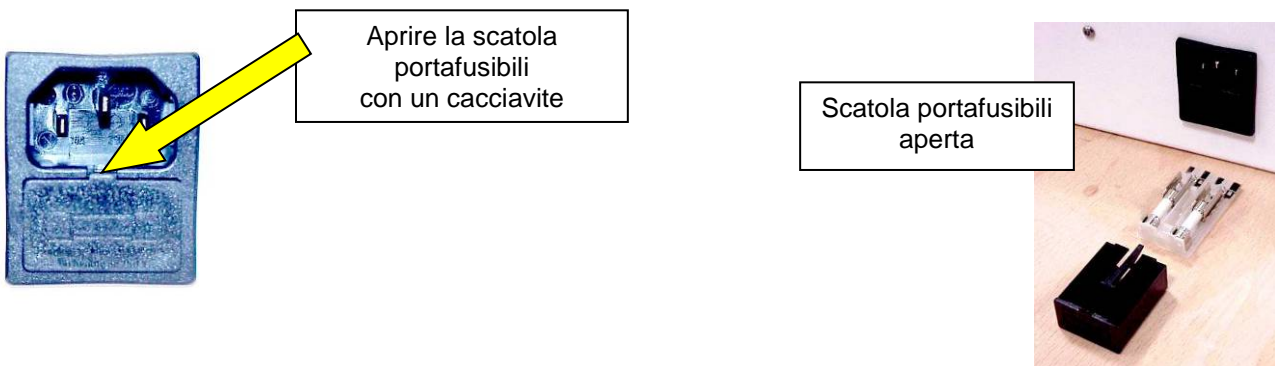 Aprire la scatola
portafusibili
con un cacciavite
Scatola portafusibili
aperta